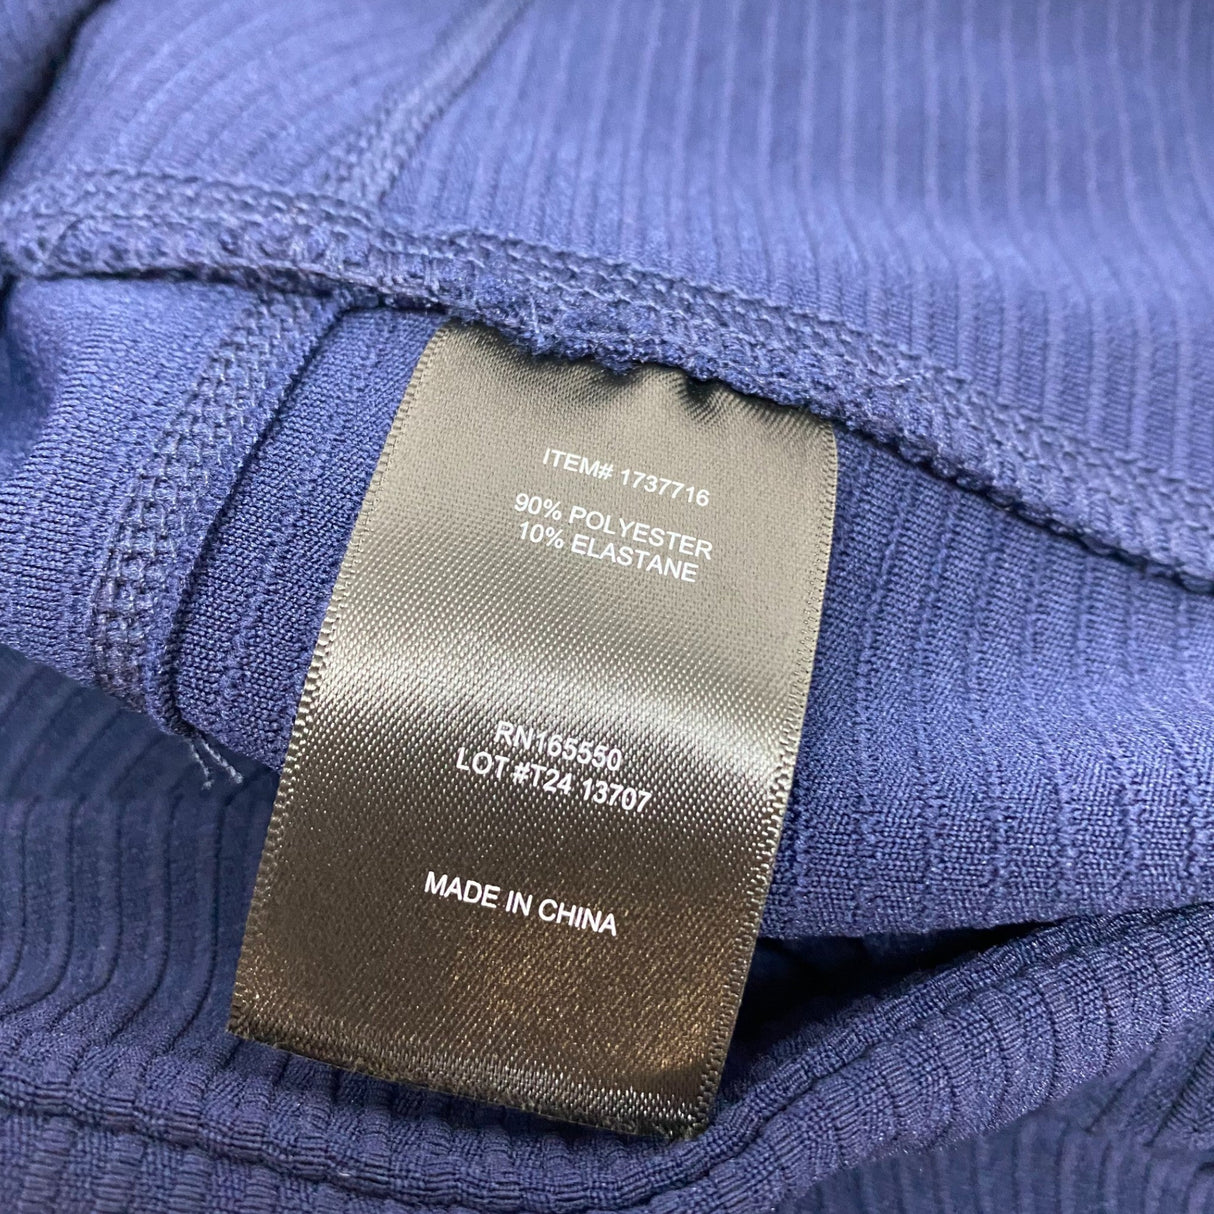 ITEM# 1737716
90% POLYESTER
10% ELASTANE
RN165550
LOT #T24 13707
MADE IN CHINA